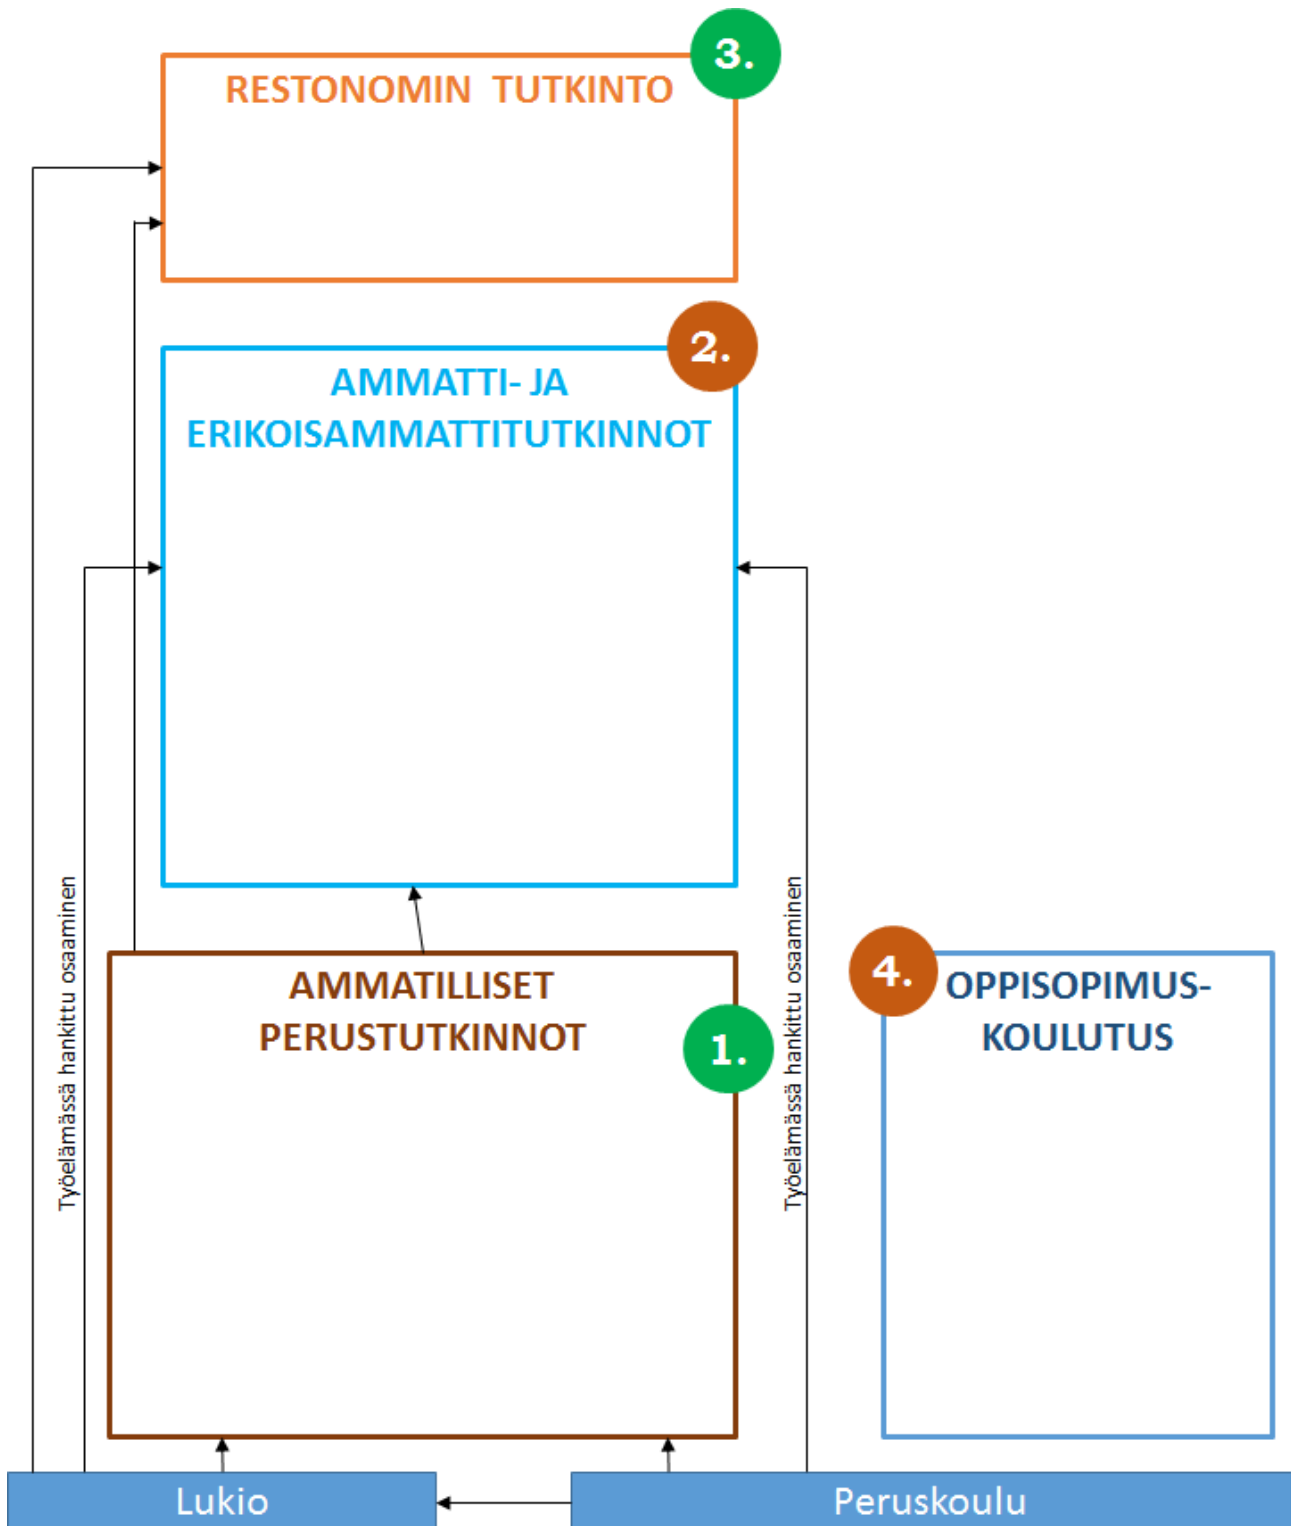 3.
RESTONOMIN TUTKINTO
2.
AMMATTI- JA
ERIKOISAMMATTITUTKINNOT
Työelämässä hankittu osaaminen
AMMATILLISET
PERUSTUTKINNOT
1.
Työelämässä hankittu osaaminen
4.
OPPISOPIMUS-
KOULUTUS
Lukio
Peruskoulu